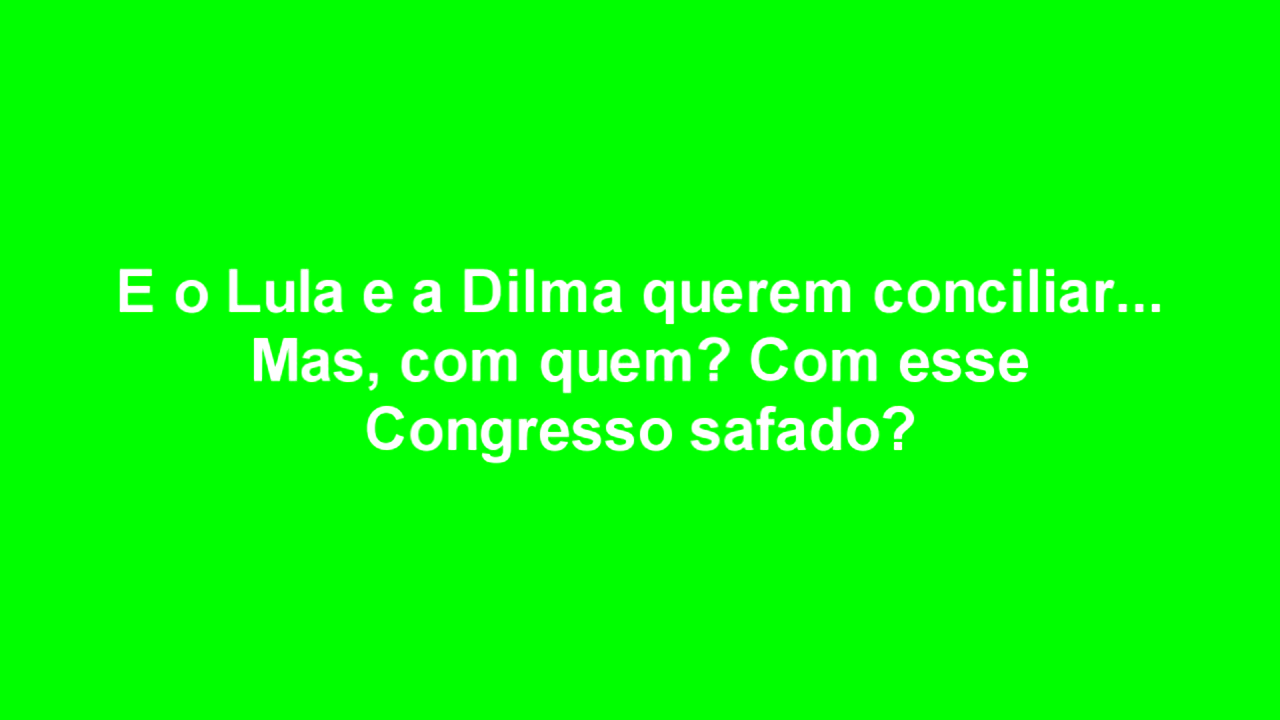 E o Lula e a Dilma querem conciliar...
Mas, com quem? Com esse
Congresso safado?